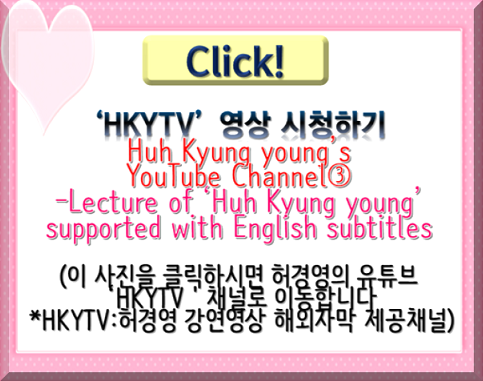 Click!
‘HKYTV’ 영상 시청하기
Huh Kyung young’s
YouTube Channel③
-Lecture of ‘Huh Kyung young’
supported with English subtitles
(이 사진을 클릭하시면 허경영의 유튜브
‘HKYTV ’ 채널로 이동합니다
*HKYTV:허경영 강연영상 해외자막 제공채널)